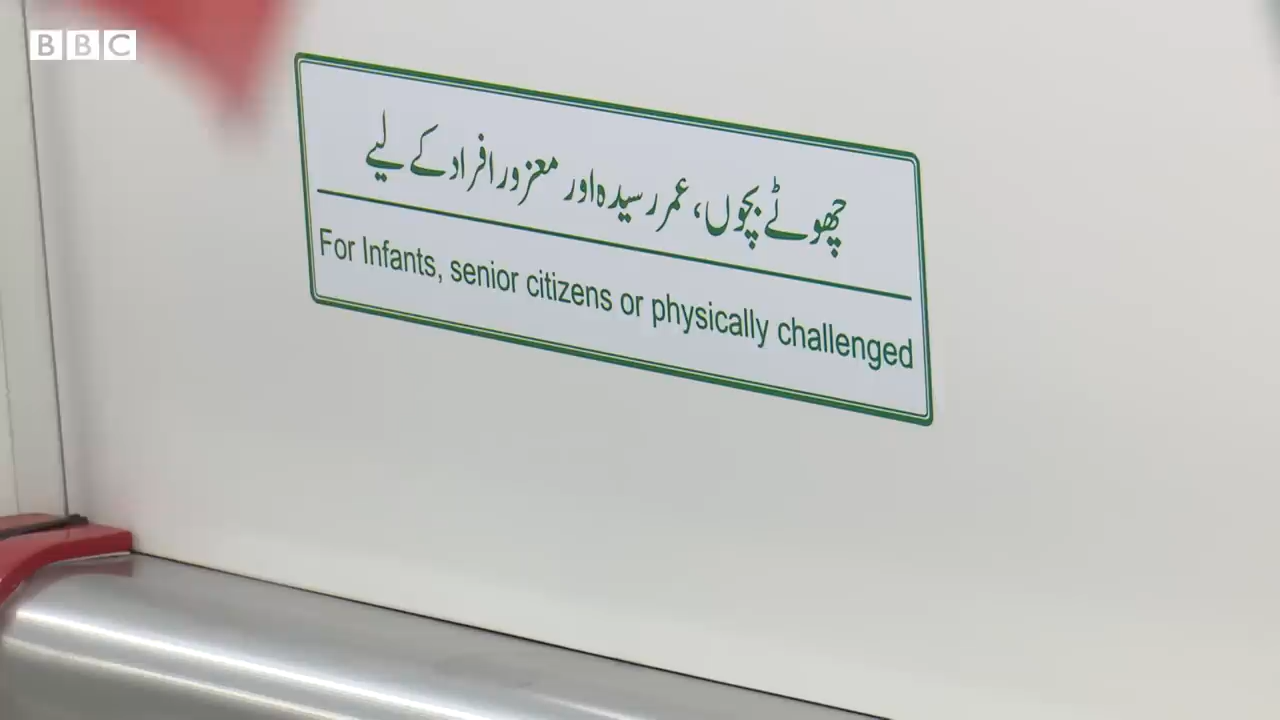 BBC
چھوٹے بچوں، عمر رسیدہ اور معزور افراد کے لیے
For Infants, senior citizens or physically challenged